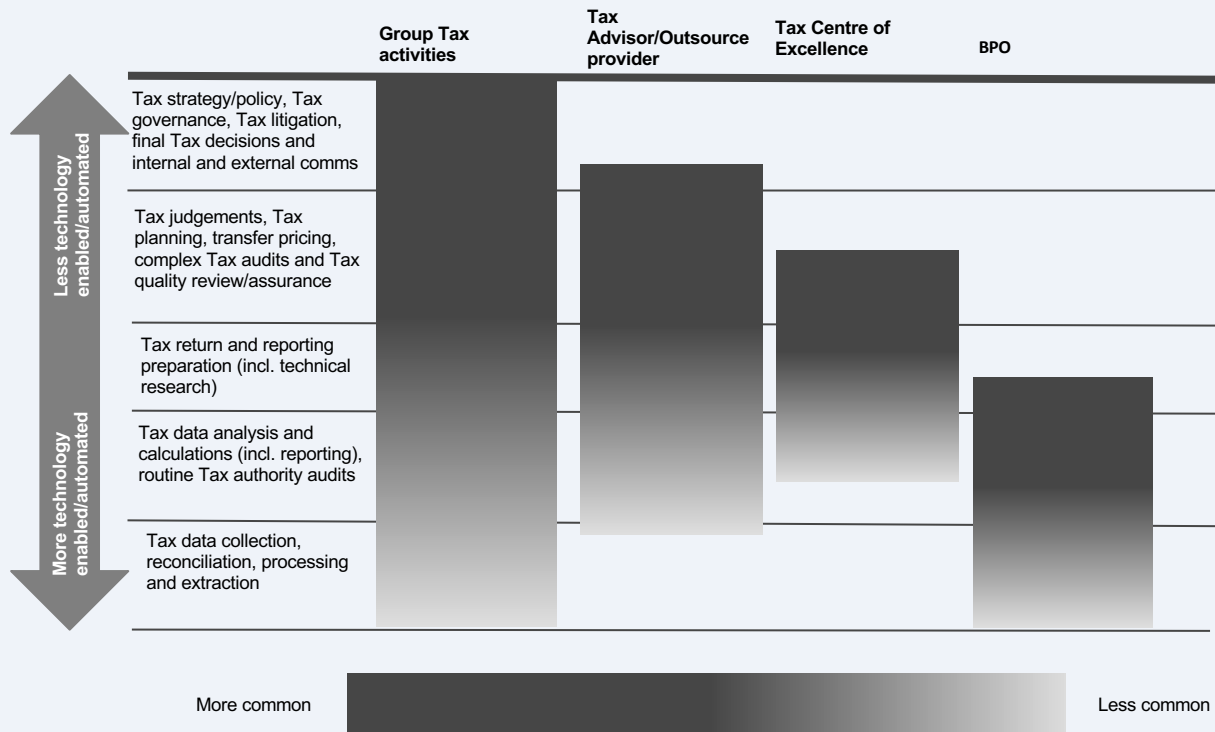 Group Tax
activities
Tax
Advisor/Outsource
provider
Tax Centre of
Excellence
BPO
Less technology
enabled/automated
More technology
enabled/automated
Tax strategy/policy, Tax
governance, Tax litigation,
final Tax decisions and
internal and external comms
Tax judgements, Tax
planning, transfer pricing,
complex Tax audits and Tax
quality review/assurance
Tax return and reporting
preparation (incl. technical
research)
Tax data analysis and
calculations (incl. reporting),
routine Tax authority audits
Tax data collection,
reconciliation, processing
and extraction
More common
Less common